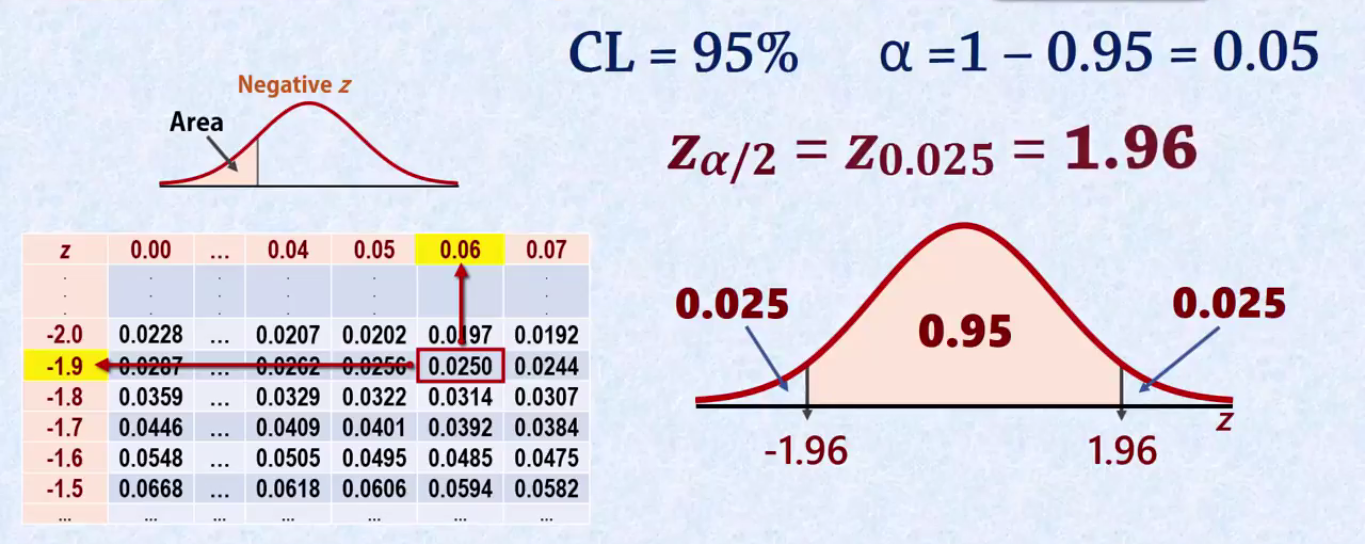 CL = 95% α =1 – 0.95 = 0.05
zα/2 = z0.025 = 1.96
Negative z
Area
z 0.00 ... 0.04 0.05 0.06 0.07
. . . . . . .
. . . . . . .
-2.0 0.0228 ... 0.0207 0.0202 0.0197 0.0192
-1.9 0.0287 ... 0.0262 0.0256 0.0250 0.0244
-1.8 0.0359 ... 0.0329 0.0322 0.0314 0.0307
-1.7 0.0446 ... 0.0409 0.0401 0.0392 0.0384
-1.6 0.0548 ... 0.0505 0.0495 0.0485 0.0475
-1.5 0.0668 ... 0.0618 0.0606 0.0594 0.0582
... ... ... ... ... ... ...
0.025 0.95 0.025
z
-1.96 1.96